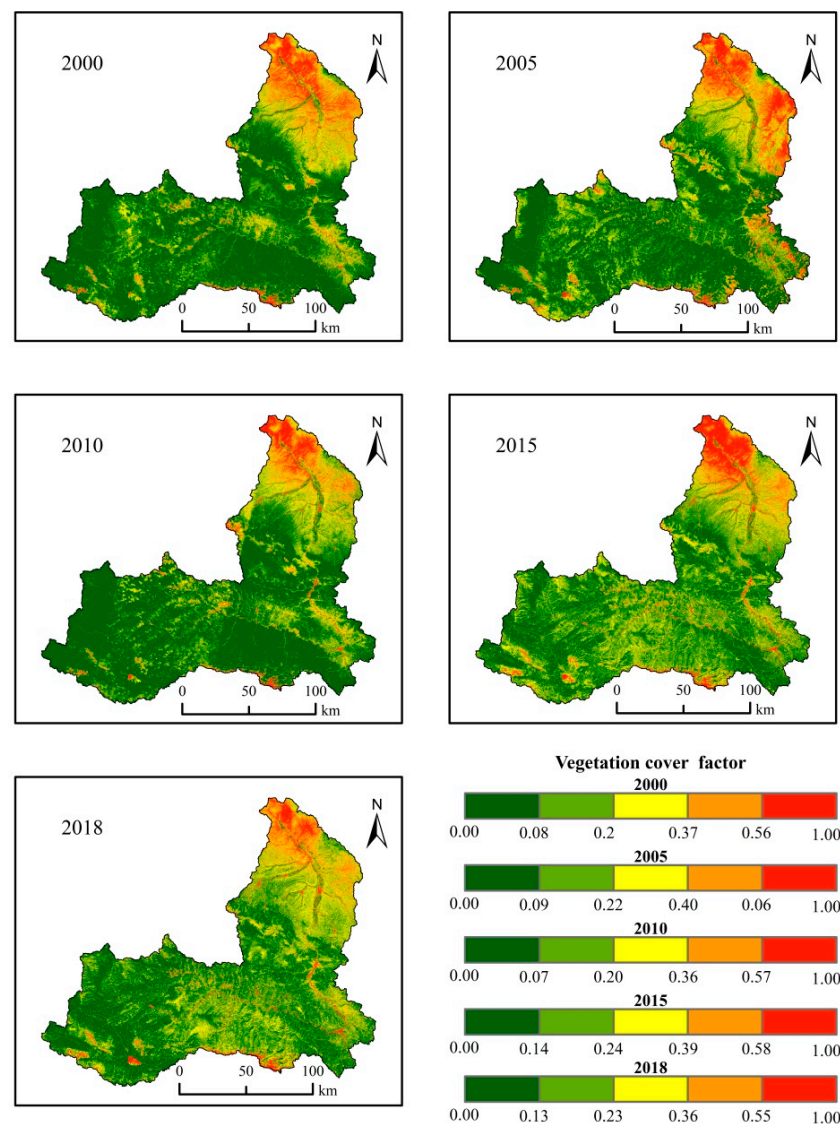 2000
N
0 50 100
km
2005
N
0 50 100
km
2010
N
0 50 100
km
2015
N
0 50 100
km
2018
N
0 50 100
km
Vegetation cover factor
2000
0.00 0.08 0.2 0.37 0.56 1.00
2005
0.00 0.09 0.22 0.40 0.06 1.00
2010
0.00 0.07 0.20 0.36 0.57 1.00
2015
0.00 0.14 0.24 0.39 0.58 1.00
2018
0.00 0.13 0.23 0.36 0.55 1.00